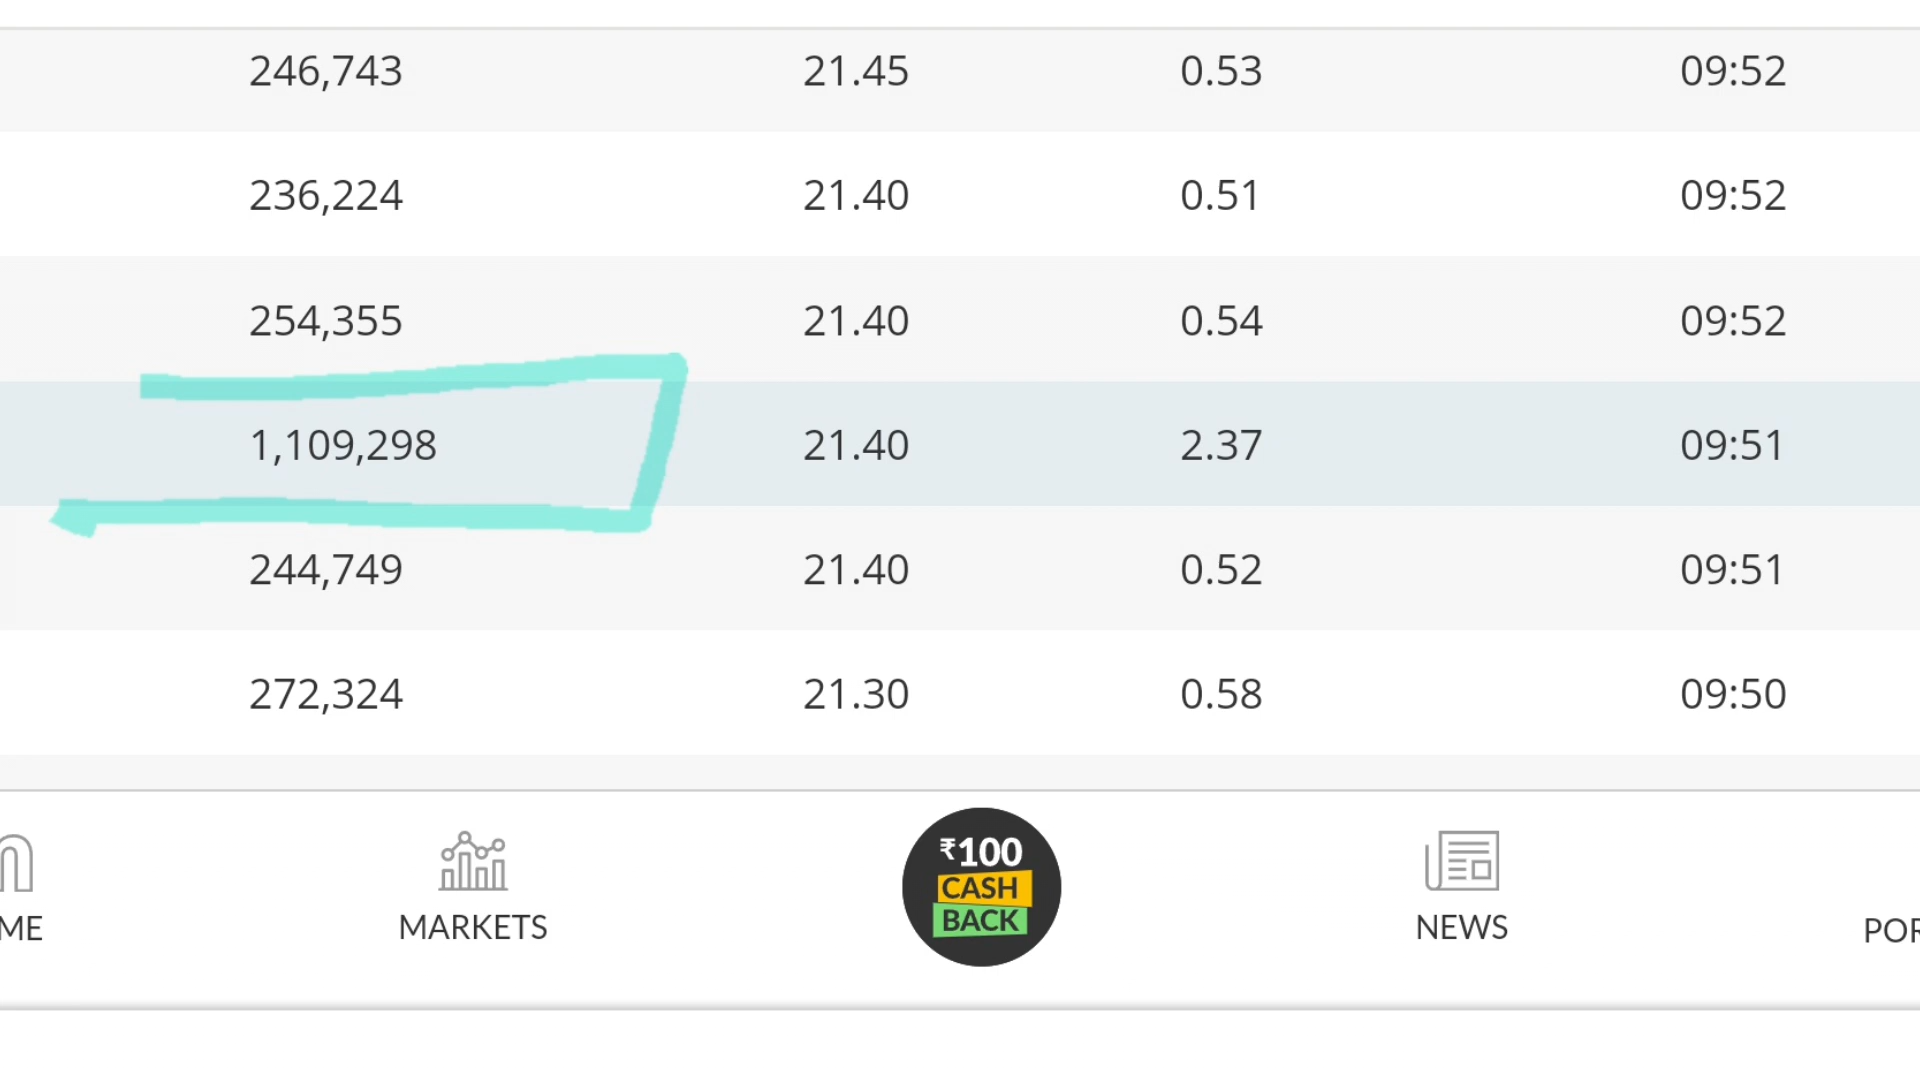 246,743 21.45 0.53 09:52
236,224 21.40 0.51 09:52
254,355 21.40 0.54 09:52
1,109,298 21.40 2.37 09:51
244,749 21.40 0.52 09:51
272,324 21.30 0.58 09:50
₹100
CASH
BACK
ME MARKETS NEWS POR